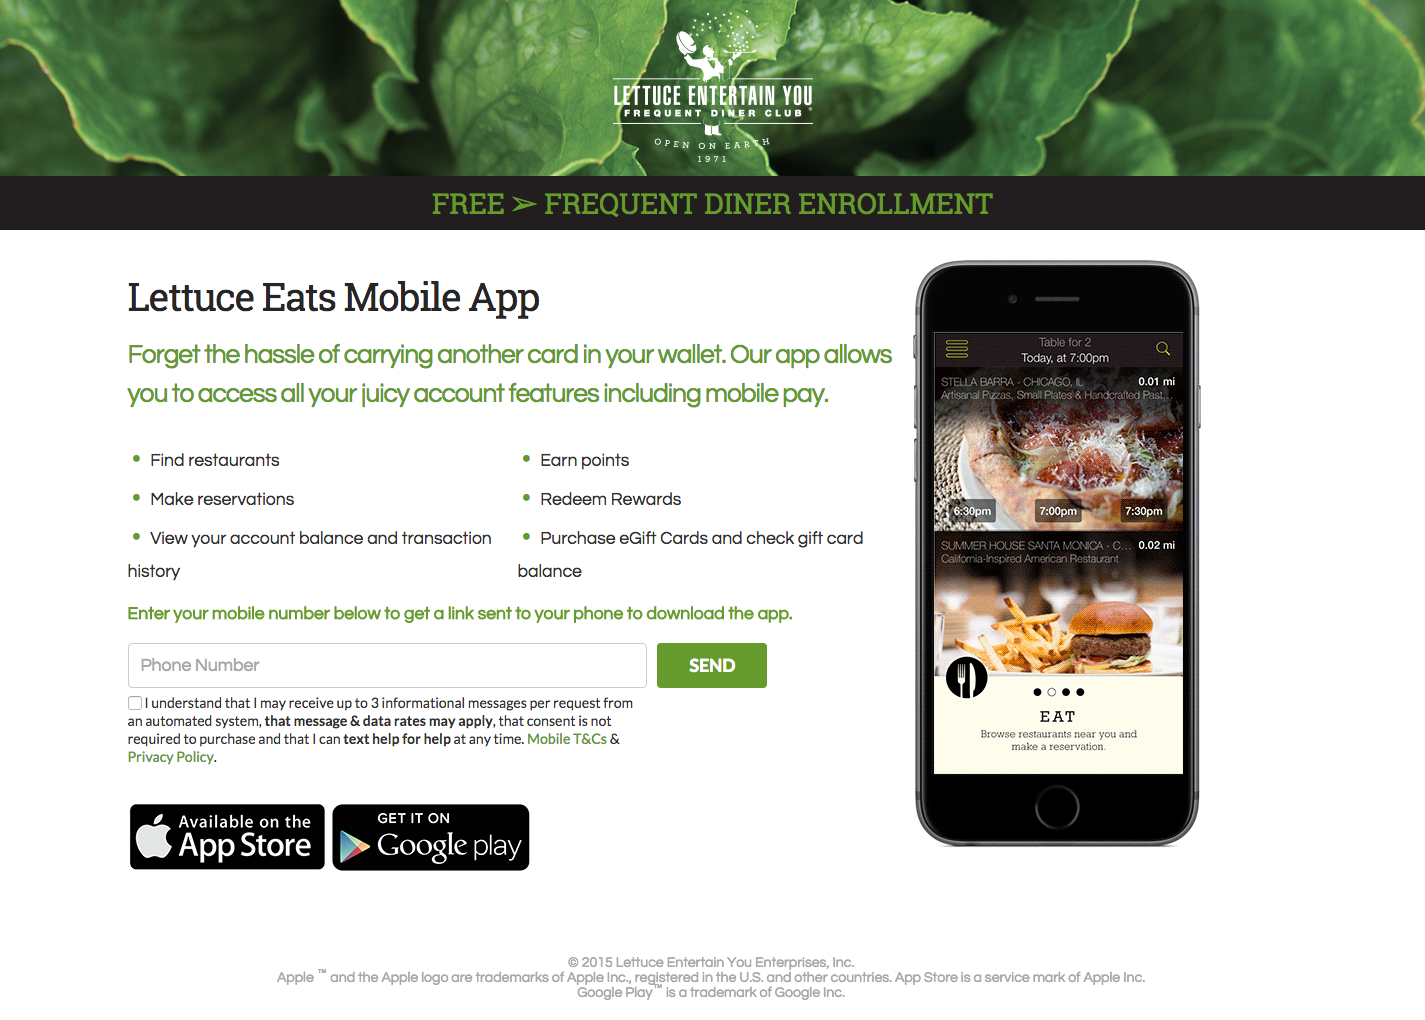 LETTUCE ENTERTAIN YOU
FREQUENT DINER CLUB
OPEN ON EARTH
1971
FREE ➢ FREQUENT DINER ENROLLMENT
Lettuce Eats Mobile App
Forget the hassle of carrying another card in your wallet. Our app allows
you to access all your juicy account features including mobile pay.
• Find restaurants
• Make reservations
• View your account balance and transaction
history
• Earn points
• Redeem Rewards
• Purchase eGift Cards and check gift card
balance
Enter your mobile number below to get a link sent to your phone to download the app.
Phone Number
SEND
I understand that I may receive up to 3 informational messages per request from
an automated system, that message & data rates may apply, that consent is not
required to purchase and that I can text help for help at any time. Mobile T&Cs &
Privacy Policy.
Available on the
App Store
GET IT ON
Google play
Table for 2
Today, at 7:00pm
STELLA BARRA - CHICAGO, IL 0.01 mi
Artisanal Pizzas, Small Plates & Handcrafted Past...
6:30pm 7:00pm 7:30pm
SUMMER HOUSE SANTA MONICA - C... 0.02 mi
California-Inspired American Restaurant
EAT
Browse restaurants near you and
make a reservation.
© 2015 Lettuce Entertain You Enterprises, Inc.
Apple ™ and the Apple logo are trademarks of Apple Inc., registered in the U.S. and other countries. App Store is a service mark of Apple Inc.
Google Play™ is a trademark of Google Inc.